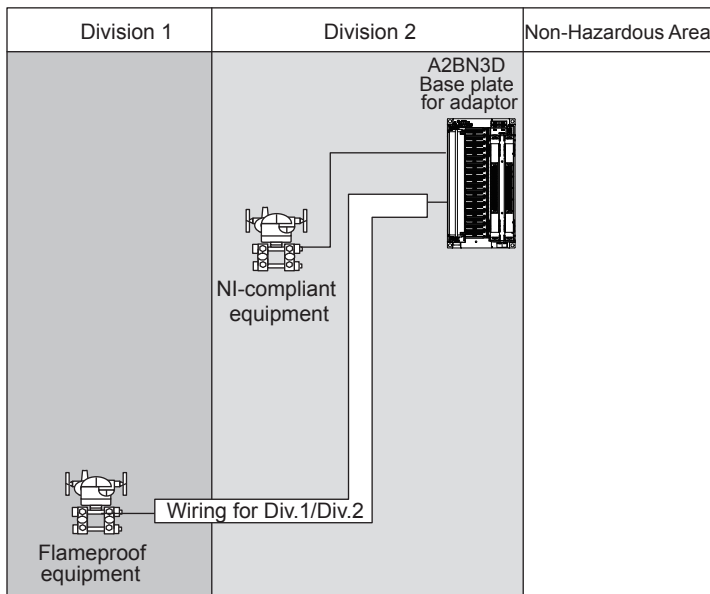 Division 1
Division 2
Non-Hazardous Area
A2BN3D
Base plate
for adaptor
NI-compliant
equipment
Wiring for Div.1/Div.2
Flameproof
equipment